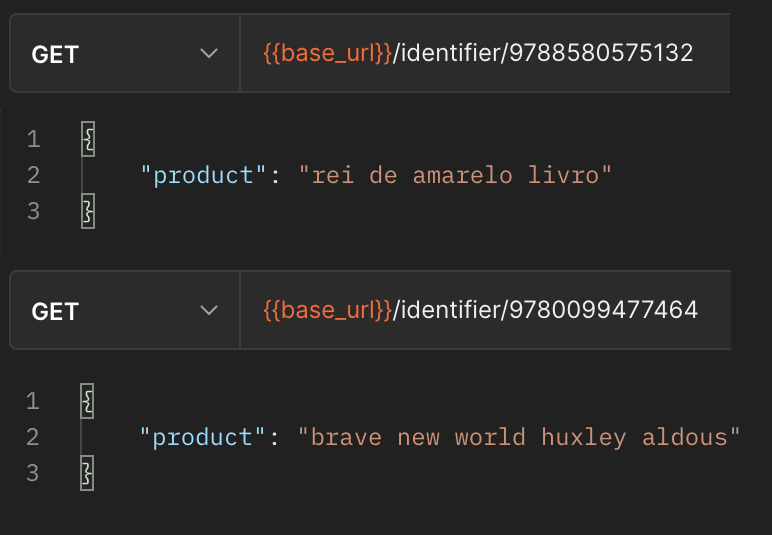 GET {{base_url}}/identifier/9788580575132
1 {
2 "product": "rei de amarelo livro"
3 }
GET {{base_url}}/identifier/9780099477464
1 {
2 "product": "brave new world huxley aldous"
3 }